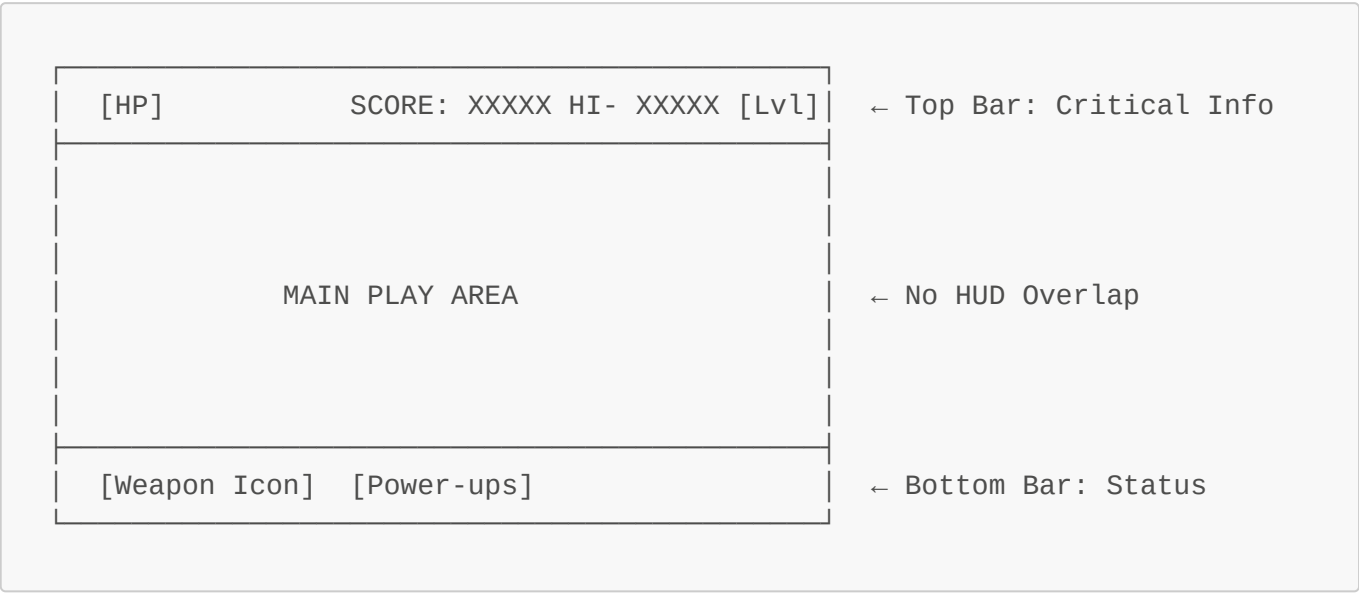 [HP] SCORE: XXXXX HI- XXXXX [Lvl] ← Top Bar: Critical Info
MAIN PLAY AREA ← No HUD Overlap
[Weapon Icon] [Power-ups] ← Bottom Bar: Status